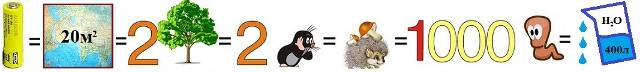 = 20м² = 2 = 2 = = 1000 = H₂O 400л